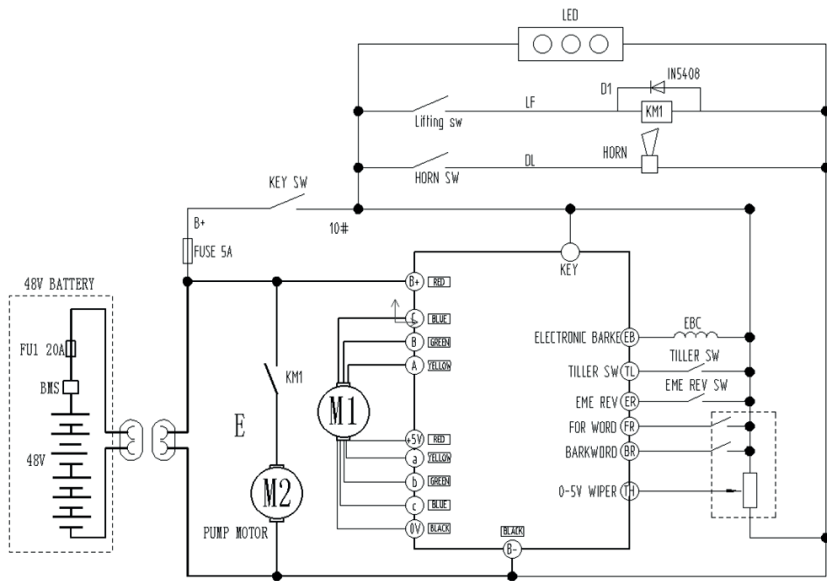 LED
IN5408
D1
LF
KM1
Lifting sw
HORN
DL
HORN SW
KEY SW
B+
10#
FUSE 5A
KEY
48V BATTERY
B+ RED
C BLUE
FU1 20A
B GREEN
ELECTRONIC BARKE EB
EBC
KM1
A YELLOW
TILLER SW
TILLER SW TL
BMS
EME REV SW
EME REV ER
M1
E
FOR WORD FR
+5V RED
BARKWORD BR
48V
a YELLOW
b GREEN
0-5V WIPER TH
M2
c BLUE
PUMP MOTOR
0V BLACK
BLACK
B-